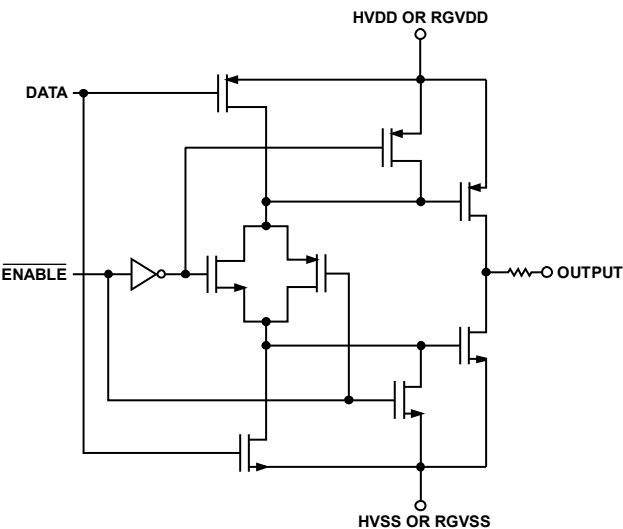 HVDD OR RGVDD
DATA
ENABLE
OUTPUT
HVSS OR RGVSS